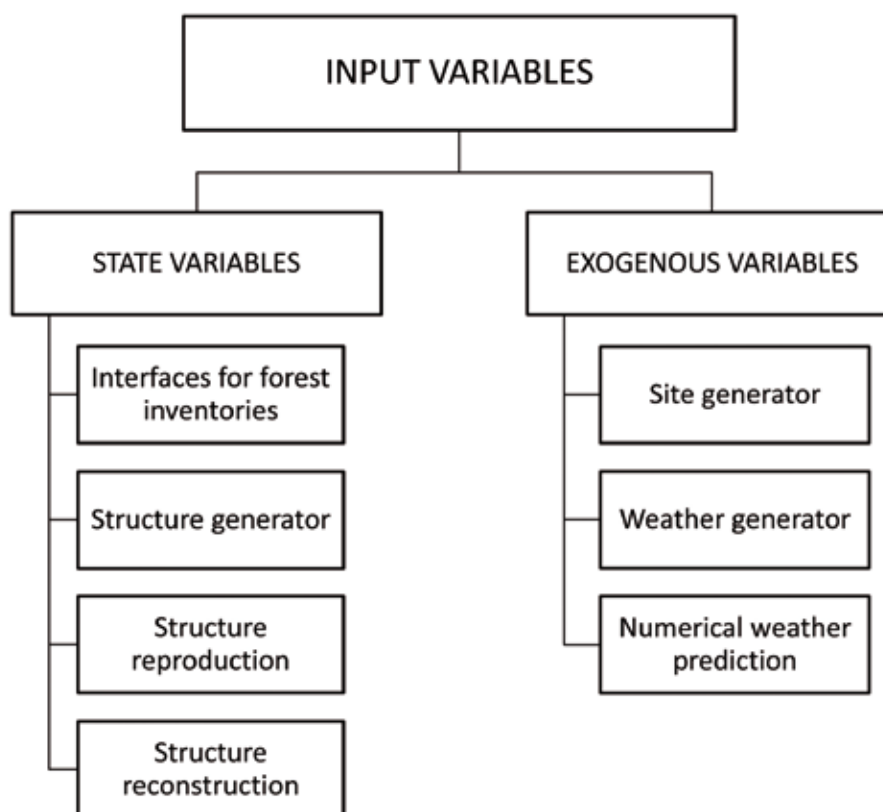 INPUT VARIABLES
STATE VARIABLES
Interfaces for forest
inventories
Structure generator
Structure
reproduction
Structure
reconstruction
EXOGENOUS VARIABLES
Site generator
Weather generator
Numerical weather
prediction